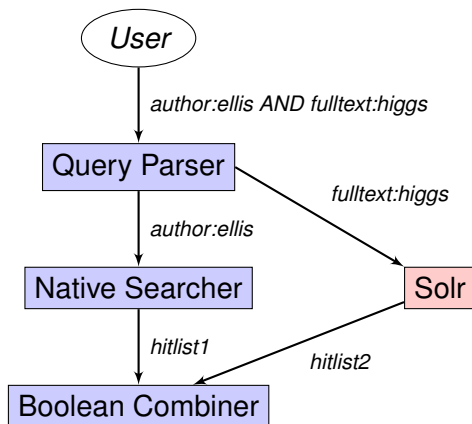 User
author:ellis AND fulltext:higgs
Query Parser
fulltext:higgs
author:ellis
Native Searcher
Solr
hitlist1
hitlist2
Boolean Combiner